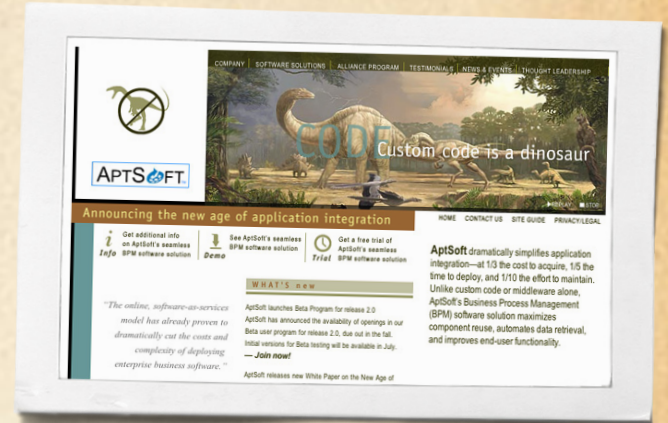 COMPANY SOFTWARE SOLUTIONS ALLIANCE PROGRAM TESTIMONIALS NEWS & EVENTS THOUGHT LEADERSHIP
CODE
Custom code is a dinosaur
REPLAY STOP
APTSOFT
Announcing the new age of application integration
HOME CONTACT US SITE GUIDE PRIVACY/LEGAL
i
Info
Get additional info
on AptSoft's seamless
BPM software solution
Demo
See AptSoft's seamless
BPM software solution
Trial
Get a free trial of
AptSoft's seamless
BPM software solution
AptSoft dramatically simplifies application
integration—at 1/3 the cost to acquire, 1/5 the
time to deploy, and 1/10 the effort to maintain.
Unlike custom code or middleware alone,
AptSoft's Business Process Management
(BPM) software solution maximizes
component reuse, automates data retrieval,
and improves end-user functionality.
"The online, software-as-services
model has already proven to
dramatically cut the costs and
complexity of deploying
enterprise business software."
WHAT'S new
AptSoft launches Beta Program for release 2.0
AptSoft has announced the availability of openings in our
Beta user program for release 2.0, due out in the fall.
Initial versions for Beta testing will be available in July.
— Join now!
AptSoft releases new White Paper on the New Age of